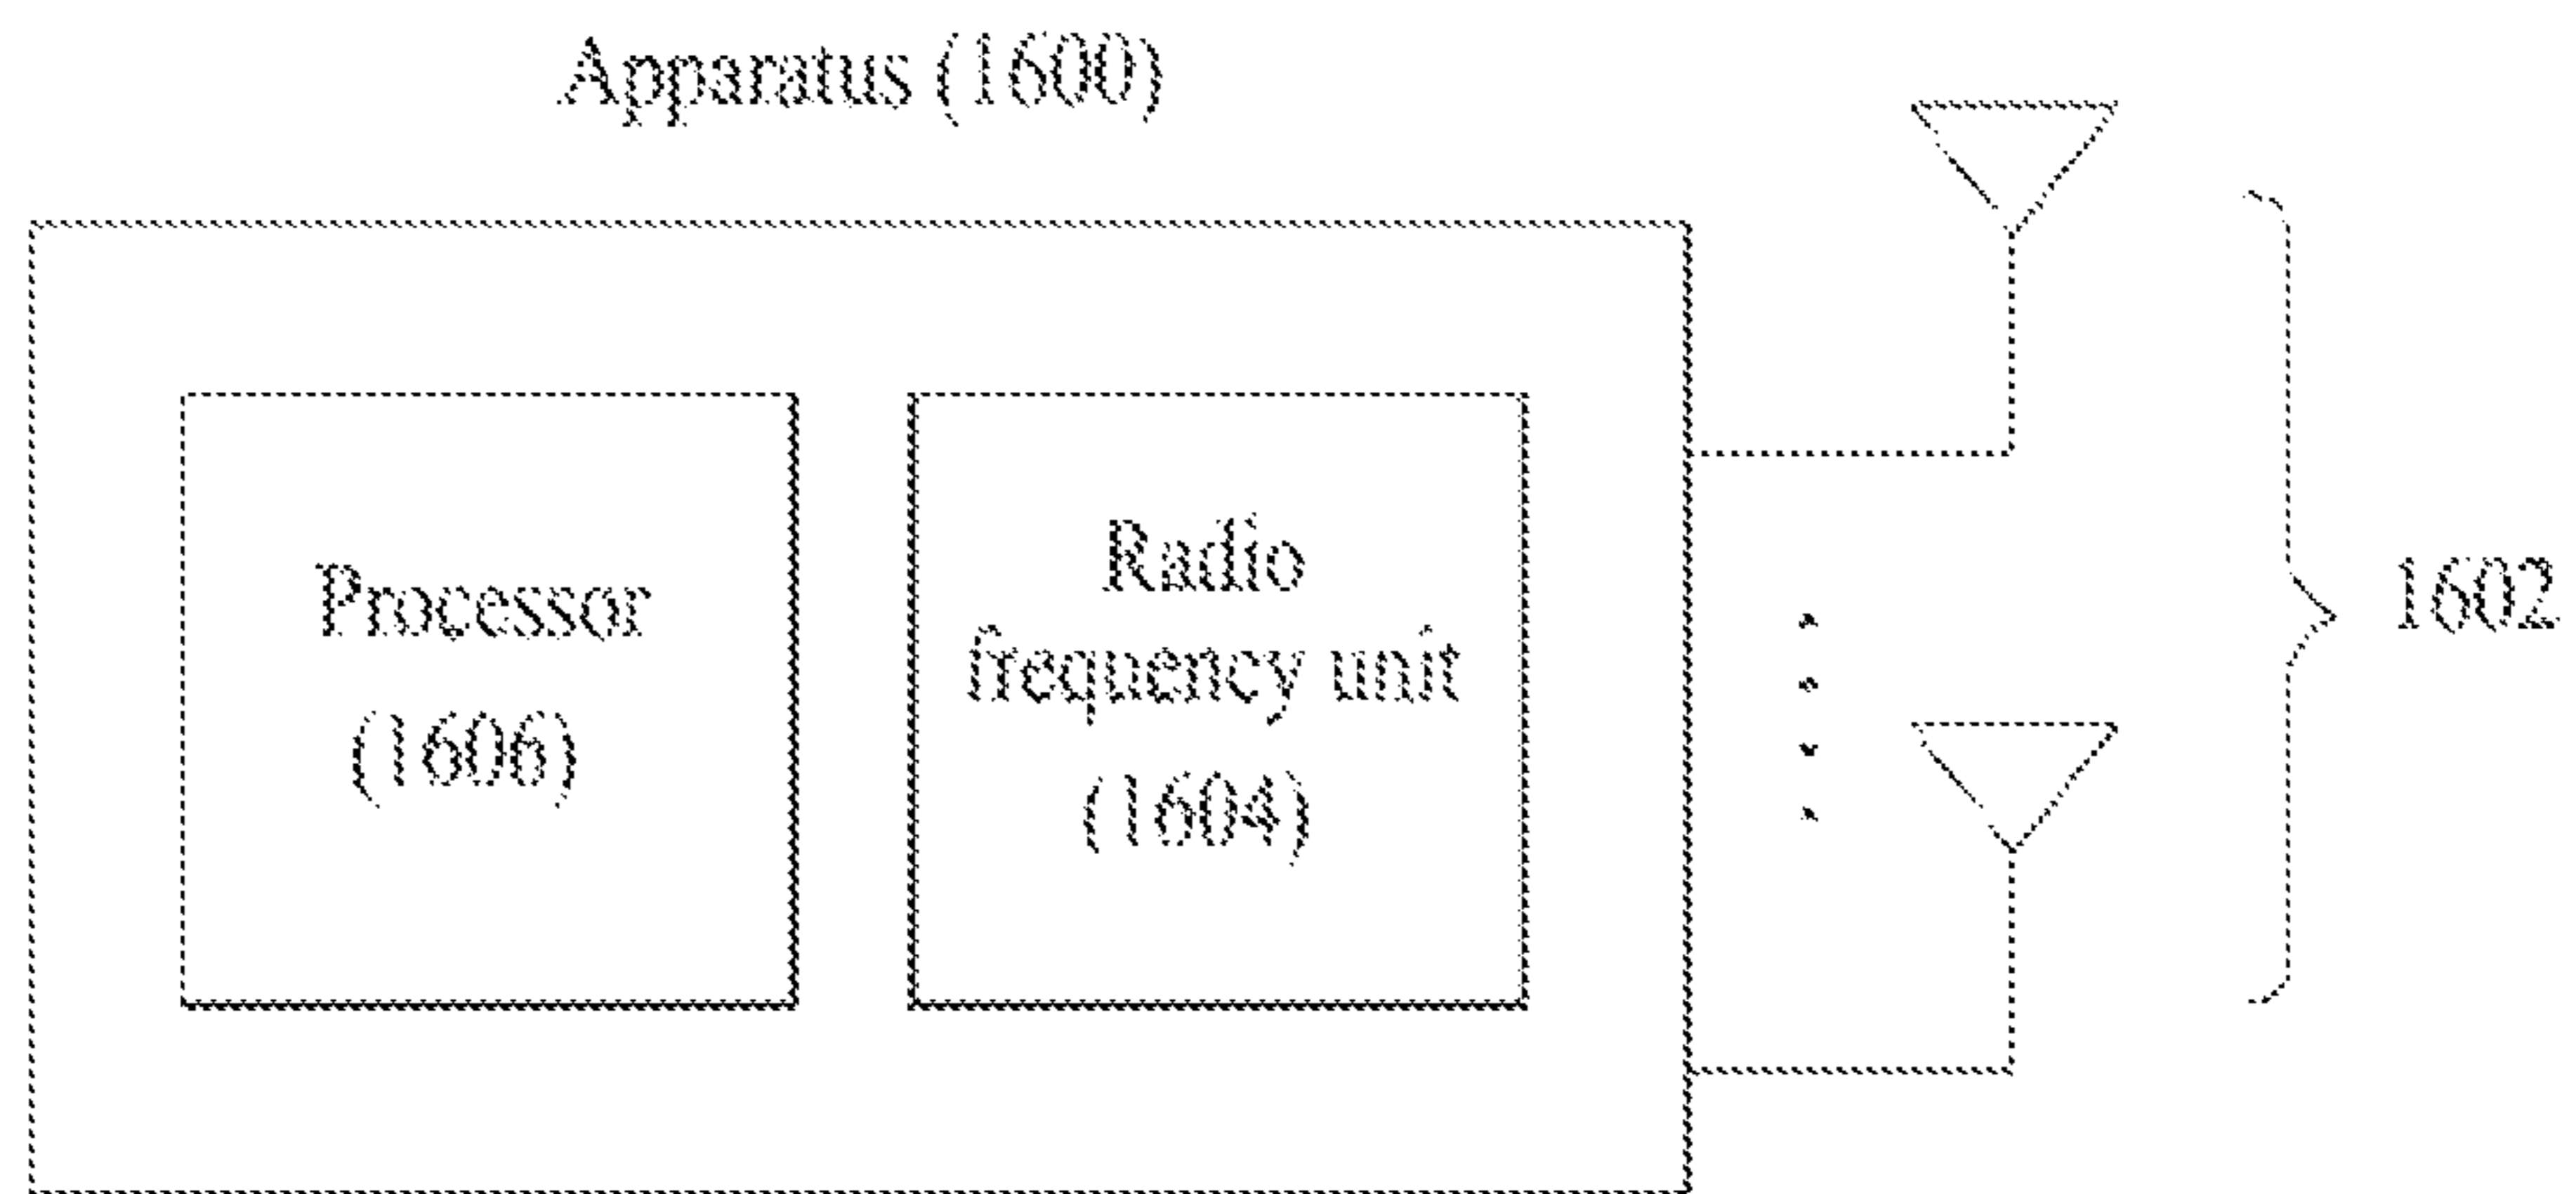 Apparatus (1600)
Processor
(1606)
Radio
frequency unit
(1604)
1602